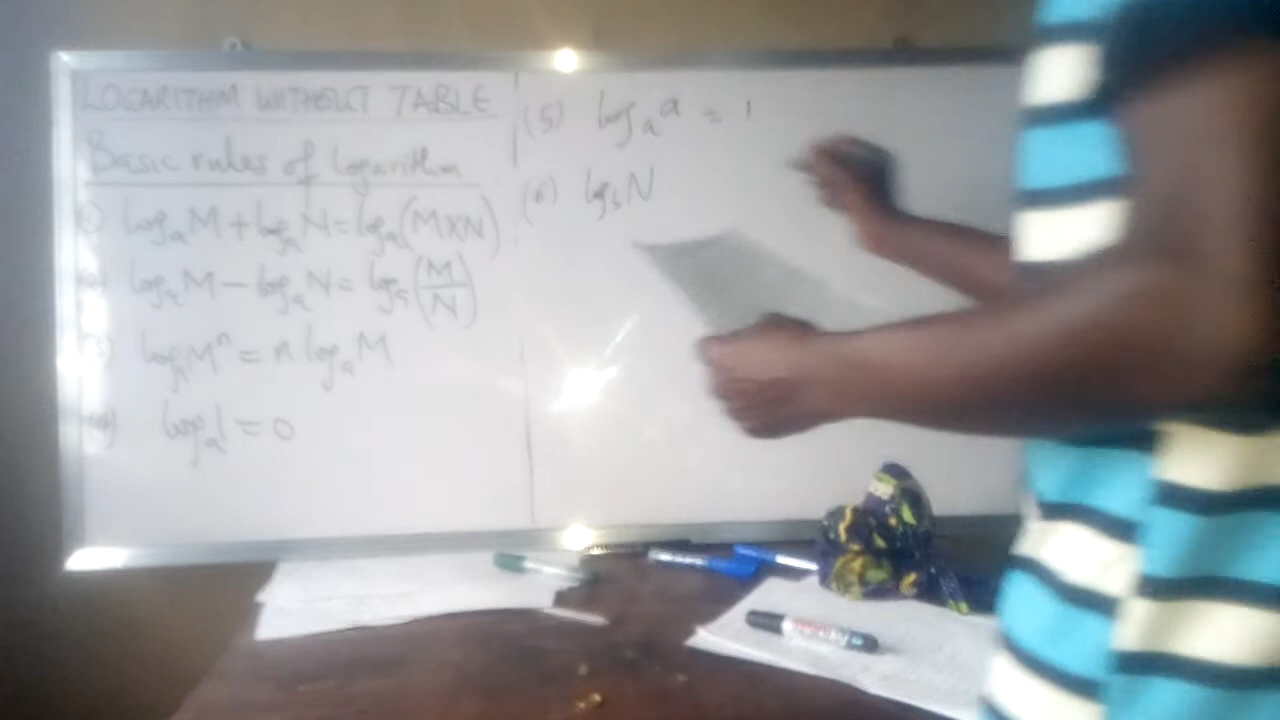 LOGARITHM WITHOUT TABLE
Basic rules of logarithm
(1) logₐM + logₐN = logₐ(M×N)
(2) logₐM − logₐN = logₐ(M/N)
(3) logₐMⁿ = n logₐM
(4) logₐ1 = 0
(5) logₐa = 1
(6) log_b N